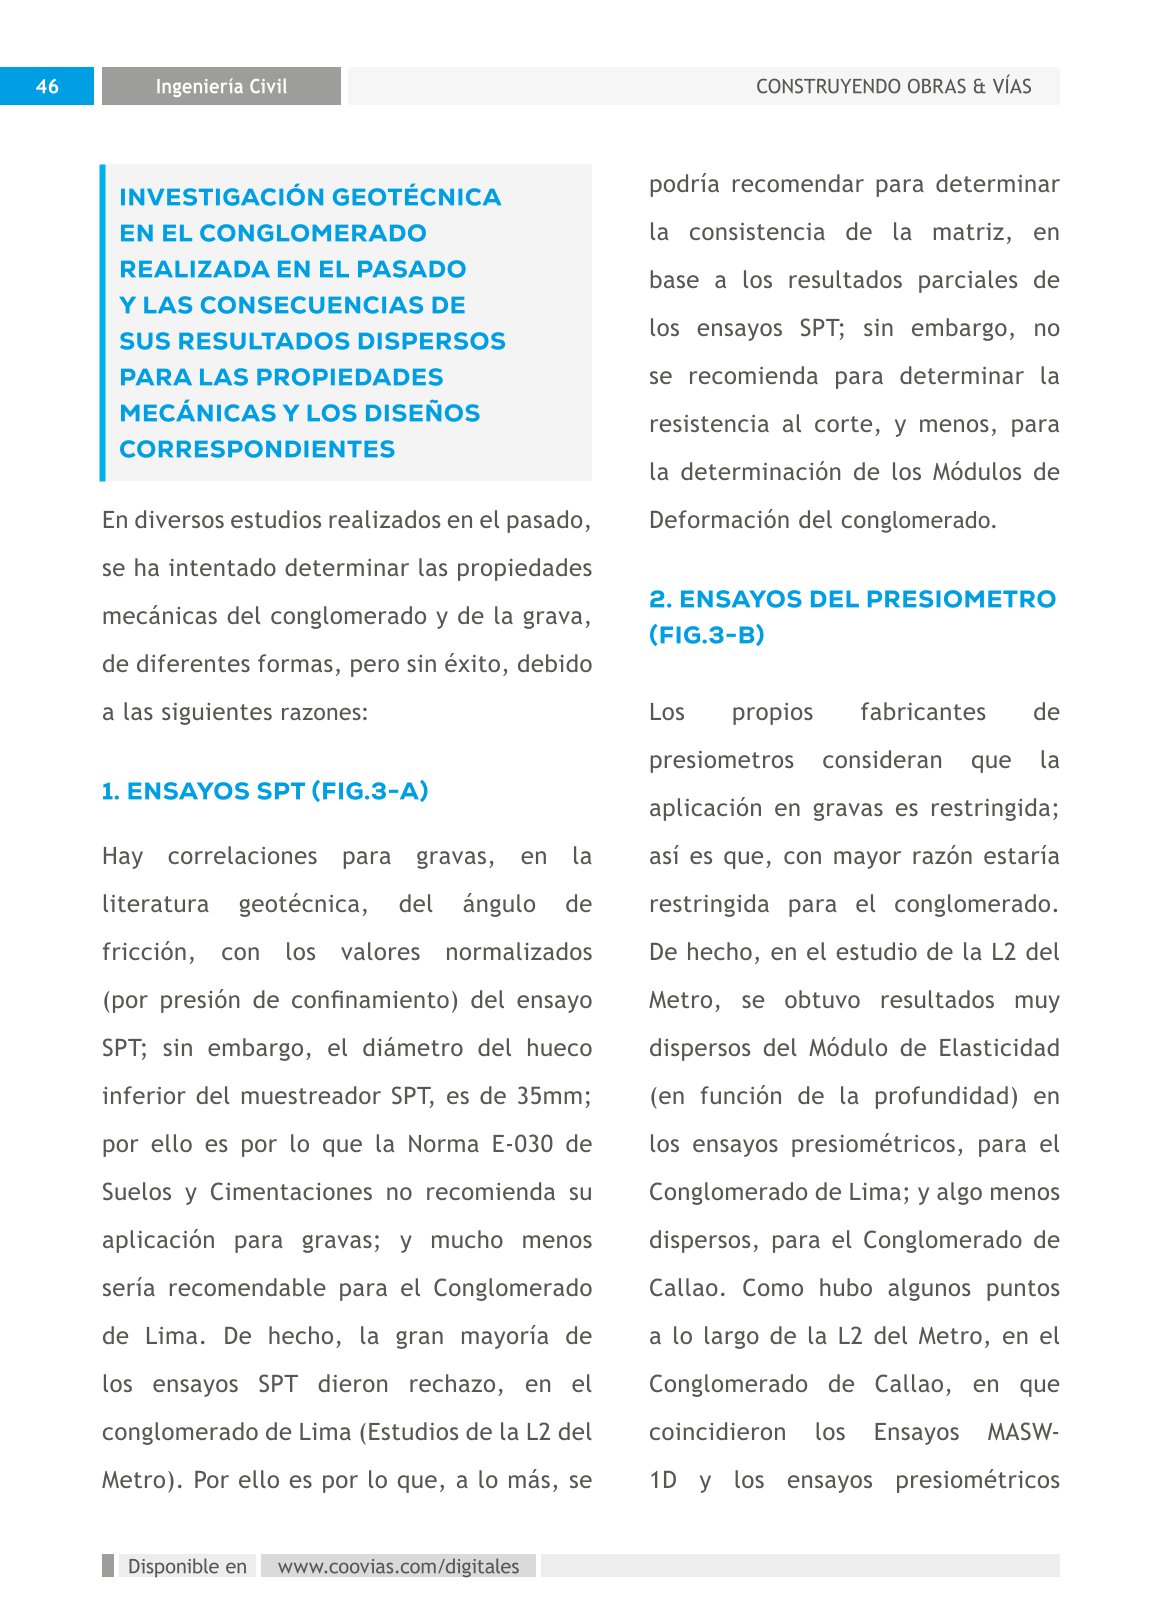 46
Ingeniería Civil
CONSTRUYENDO OBRAS & VÍAS
INVESTIGACIÓN GEOTÉCNICA
EN EL CONGLOMERADO
REALIZADA EN EL PASADO
Y LAS CONSECUENCIAS DE
SUS RESULTADOS DISPERSOS
PARA LAS PROPIEDADES
MECÁNICAS Y LOS DISEÑOS
CORRESPONDIENTES
En diversos estudios realizados en el pasado,
se ha intentado determinar las propiedades
mecánicas del conglomerado y de la grava,
de diferentes formas, pero sin éxito, debido
a las siguientes razones:
1. ENSAYOS SPT (FIG.3-A)
Hay correlaciones para gravas, en la
literatura geotécnica, del ángulo de
fricción, con los valores normalizados
(por presión de confinamiento) del ensayo
SPT; sin embargo, el diámetro del hueco
inferior del muestreador SPT, es de 35mm;
por ello es por lo que la Norma E-030 de
Suelos y Cimentaciones no recomienda su
aplicación para gravas; y mucho menos
sería recomendable para el Conglomerado
de Lima. De hecho, la gran mayoría de
los ensayos SPT dieron rechazo, en el
conglomerado de Lima (Estudios de la L2 del
Metro). Por ello es por lo que, a lo más, se
podría recomendar para determinar
la consistencia de la matriz, en
base a los resultados parciales de
los ensayos SPT; sin embargo, no
se recomienda para determinar la
resistencia al corte, y menos, para
la determinación de los Módulos de
Deformación del conglomerado.
2. ENSAYOS DEL PRESIOMETRO
(FIG.3-B)
Los propios fabricantes de
presiometros consideran que la
aplicación en gravas es restringida;
así es que, con mayor razón estaría
restringida para el conglomerado.
De hecho, en el estudio de la L2 del
Metro, se obtuvo resultados muy
dispersos del Módulo de Elasticidad
(en función de la profundidad) en
los ensayos presiométricos, para el
Conglomerado de Lima; y algo menos
dispersos, para el Conglomerado de
Callao. Como hubo algunos puntos
a lo largo de la L2 del Metro, en el
Conglomerado de Callao, en que
coincidieron los Ensayos MASW-
1D y los ensayos presiométricos
Disponible en www.coovias.com/digitales